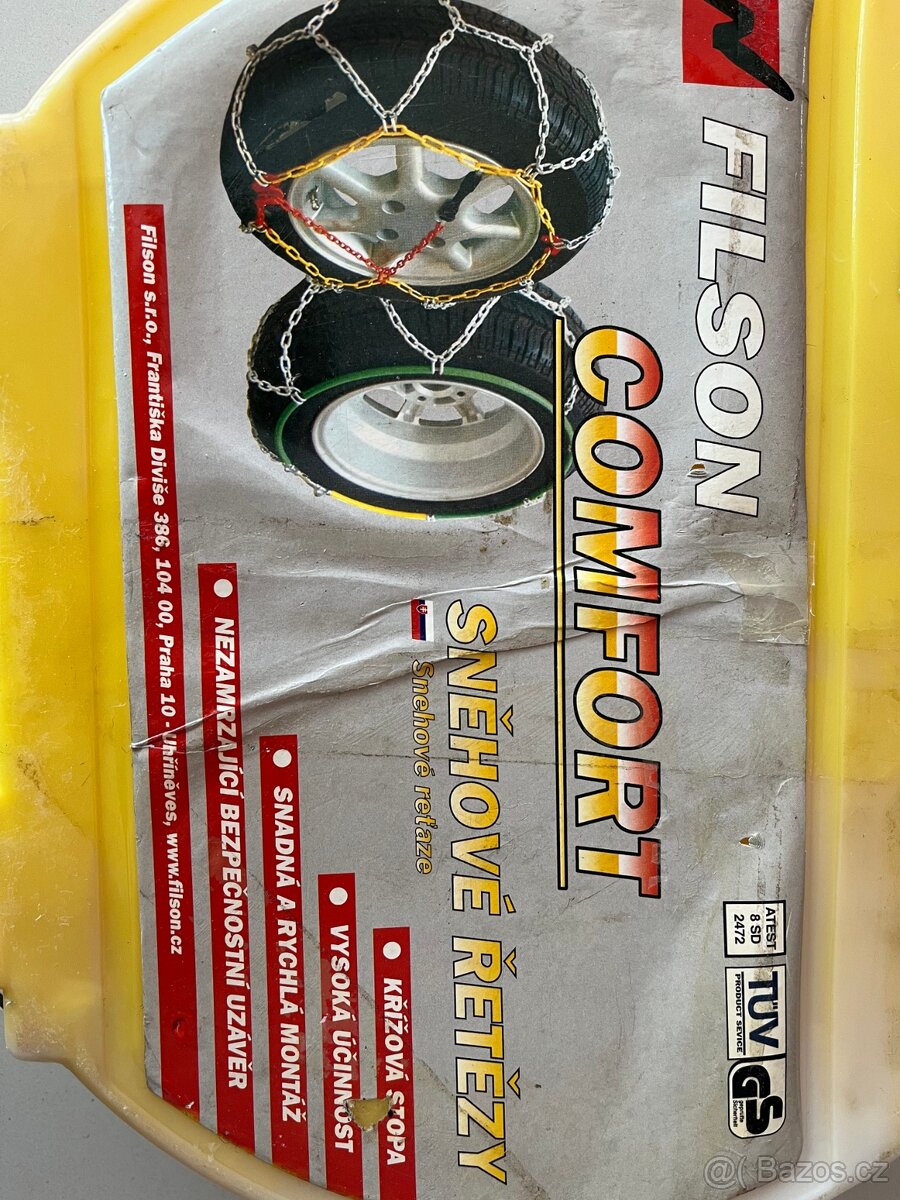 FILSON
COMFORT
SNĚHOVÉ ŘETĚZY
Snehové reťaze
• KŘÍŽOVÁ STOPA
• VYSOKÁ ÚČINNOST
• SNADNÁ A RYCHLÁ MONTÁŽ
• NEZAMRZAJÍCÍ BEZPEČNOSTNÍ UZÁVĚR
Filson s.r.o., Františka Diviše 386, 104 00, Praha 10 - Uhříněves, www.filson.cz
ATEST
8 SD
2472
TÜV
PRODUCT SEVICE
GS
geprüfte
Sicherheit
@( Bazos.cz